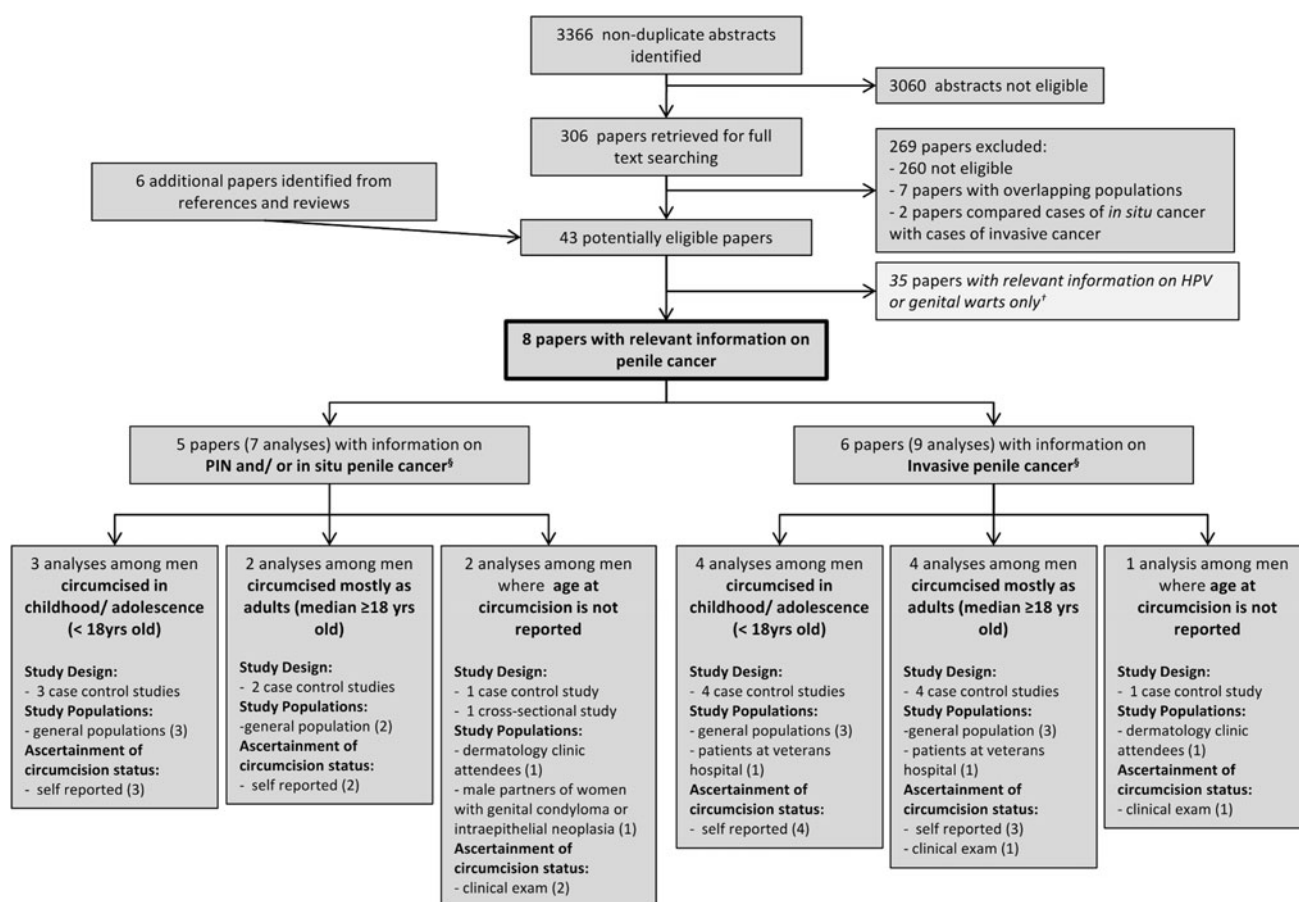 3366 non-duplicate abstracts
identified
3060 abstracts not eligible
306 papers retrieved for full
text searching
269 papers excluded:
- 260 not eligible
- 7 papers with overlapping populations
- 2 papers compared cases of in situ cancer
with cases of invasive cancer
6 additional papers identified from
references and reviews
43 potentially eligible papers
35 papers with relevant information on HPV
or genital warts only†
8 papers with relevant information on
penile cancer
5 papers (7 analyses) with information on
PIN and/ or in situ penile cancer§
6 papers (9 analyses) with information on
Invasive penile cancer§
3 analyses among men
circumcised in
childhood/ adolescence
(< 18yrs old)
Study Design:
- 3 case control studies
Study Populations:
- general populations (3)
Ascertainment of
circumcision status:
- self reported (3)
2 analyses among men
circumcised mostly as
adults (median ≥18 yrs
old)
Study Design:
- 2 case control studies
Study Populations:
-general population (2)
Ascertainment of
circumcision status:
- self reported (2)
2 analyses among men
where age at
circumcision is not
reported
Study Design:
- 1 case control study
- 1 cross-sectional study
Study Populations:
- dermatology clinic
attendees (1)
- male partners of women
with genital condyloma or
intraepithelial neoplasia (1)
Ascertainment of
circumcision status:
- clinical exam (2)
4 analyses among men
circumcised in
childhood/ adolescence
(< 18yrs old)
Study Design:
- 4 case control studies
Study Populations:
- general populations (3)
- patients at veterans
hospital (1)
Ascertainment of
circumcision status:
- self reported (4)
4 analyses among men
circumcised mostly as
adults (median ≥18 yrs
old)
Study Design:
- 4 case control studies
Study Populations:
-general population (3)
- patients at veterans
hospital (1)
Ascertainment of
circumcision status:
- self reported (3)
- clinical exam (1)
1 analysis among men
where age at
circumcision is not
reported
Study Design:
- 1 case control study
Study Populations:
- dermatology clinic
attendees (1)
Ascertainment of
circumcision status:
- clinical exam (1)